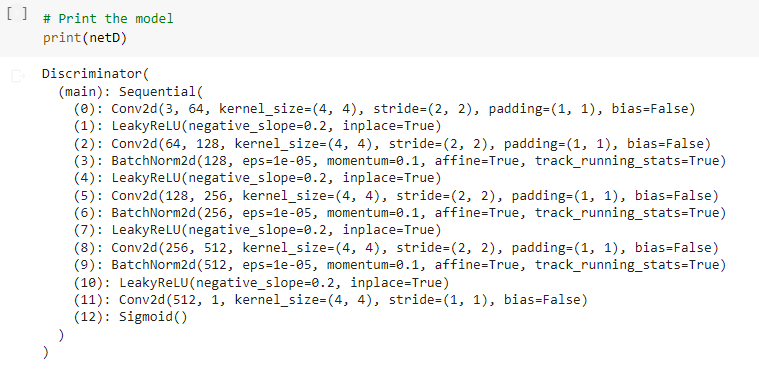 [ ] # Print the model
print(netD)
Discriminator(
  (main): Sequential(
    (0): Conv2d(3, 64, kernel_size=(4, 4), stride=(2, 2), padding=(1, 1), bias=False)
    (1): LeakyReLU(negative_slope=0.2, inplace=True)
    (2): Conv2d(64, 128, kernel_size=(4, 4), stride=(2, 2), padding=(1, 1), bias=False)
    (3): BatchNorm2d(128, eps=1e-05, momentum=0.1, affine=True, track_running_stats=True)
    (4): LeakyReLU(negative_slope=0.2, inplace=True)
    (5): Conv2d(128, 256, kernel_size=(4, 4), stride=(2, 2), padding=(1, 1), bias=False)
    (6): BatchNorm2d(256, eps=1e-05, momentum=0.1, affine=True, track_running_stats=True)
    (7): LeakyReLU(negative_slope=0.2, inplace=True)
    (8): Conv2d(256, 512, kernel_size=(4, 4), stride=(2, 2), padding=(1, 1), bias=False)
    (9): BatchNorm2d(512, eps=1e-05, momentum=0.1, affine=True, track_running_stats=True)
    (10): LeakyReLU(negative_slope=0.2, inplace=True)
    (11): Conv2d(512, 1, kernel_size=(4, 4), stride=(1, 1), bias=False)
    (12): Sigmoid()
  )
)